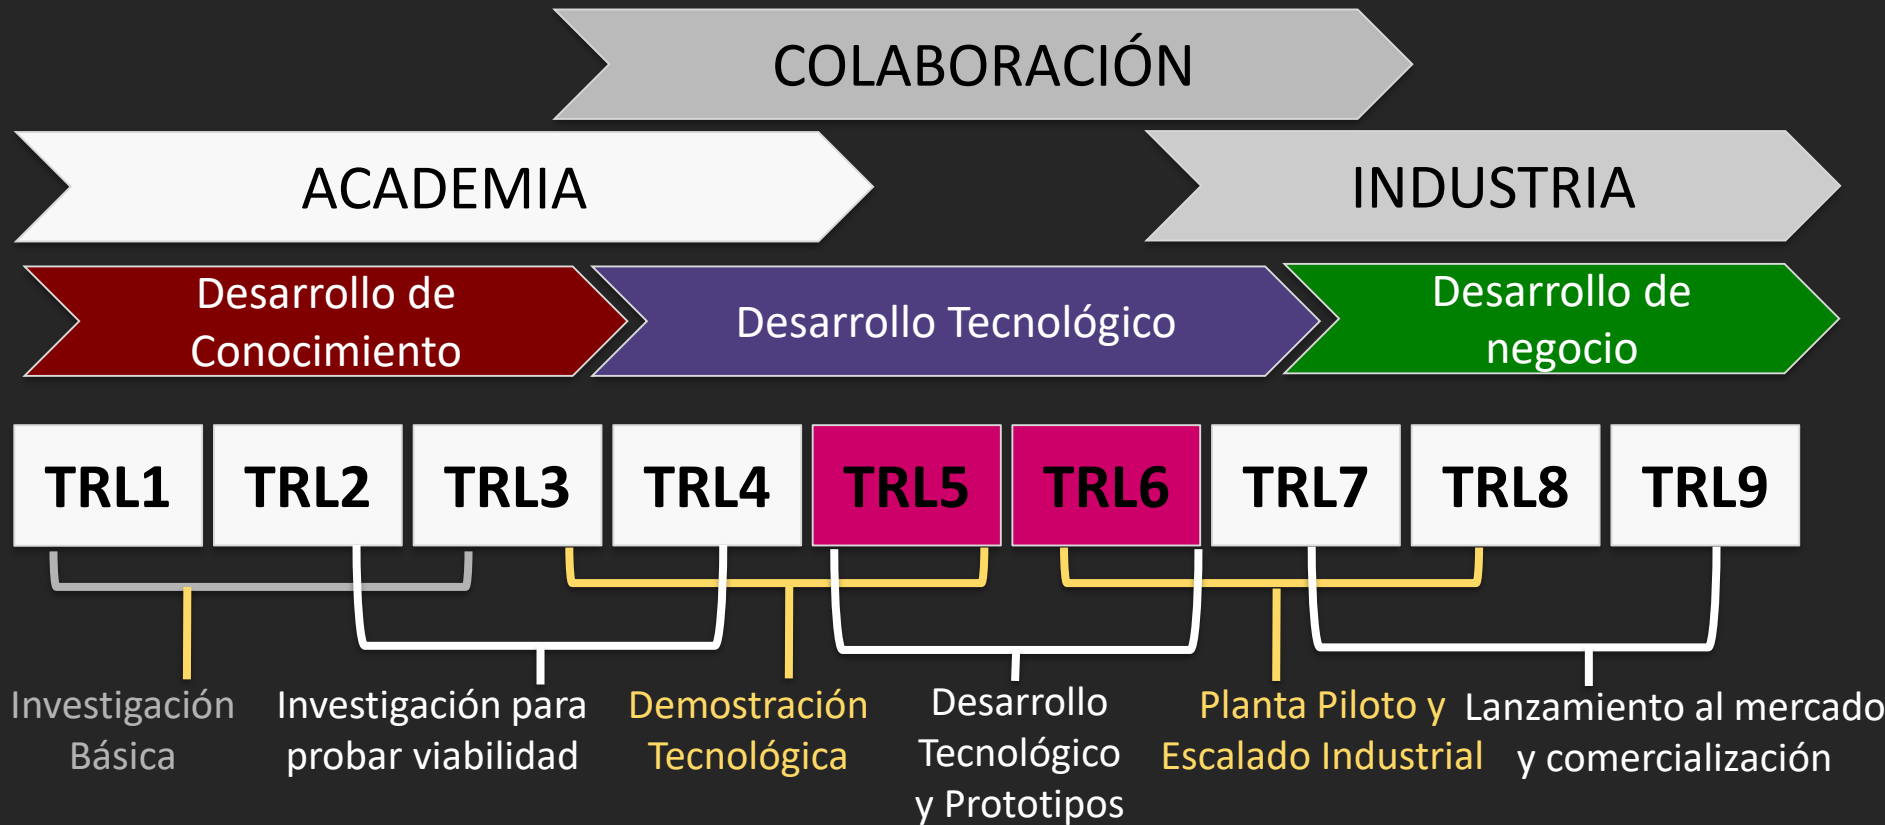 COLABORACIÓN
ACADEMIA
INDUSTRIA
Desarrollo de
Conocimiento
Desarrollo Tecnológico
Desarrollo de
negocio
TRL1
TRL2
TRL3
TRL4
TRL5
TRL6
TRL7
TRL8
TRL9
Investigación
Básica
Investigación para
probar viabilidad
Demostración
Tecnológica
Desarrollo
Tecnológico
y Prototipos
Planta Piloto y
Escalado Industrial
Lanzamiento al mercado
y comercialización